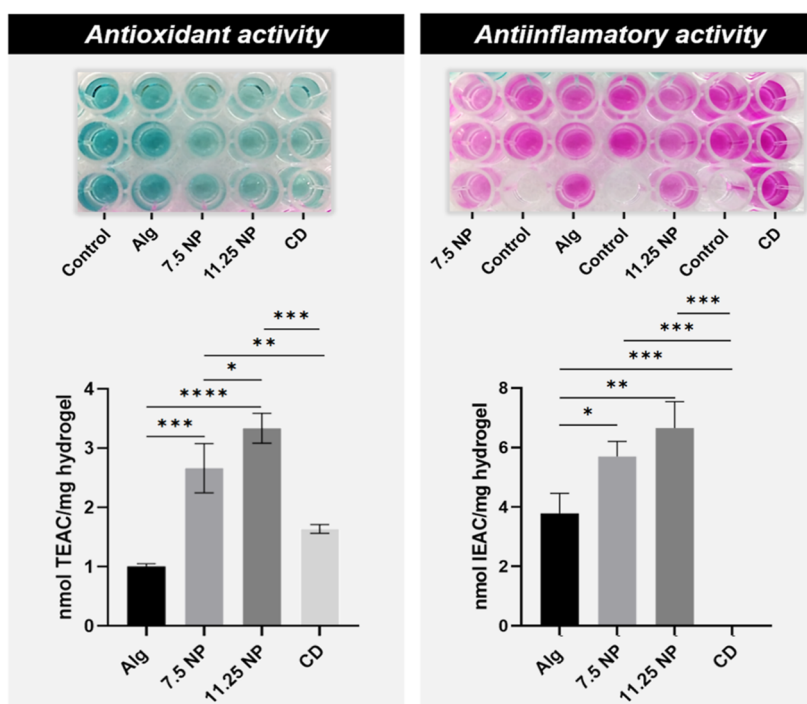 Antioxidant activity
Control
Alg
7.5 NP
11.25 NP
CD
***
**
*
****
***
nmol TEAC/mg hydrogel
4
3
2
1
0
Alg
7.5 NP
11.25 NP
CD
Antiinflamatory activity
7.5 NP
Control
Alg
Control
11.25 NP
Control
CD
***
***
***
**
*
nmol IEAC/mg hydrogel
8
6
4
2
0
Alg
7.5 NP
11.25 NP
CD